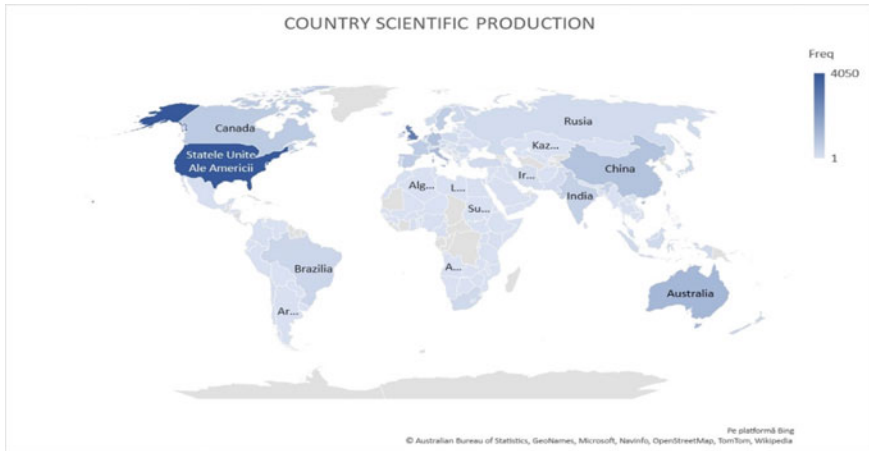 COUNTRY SCIENTIFIC PRODUCTION
Freq
4050
1
Canada
Rusia
Statele Unite
Ale Americii
Kaz...
China
Ir...
Alg...
L...
India
Su...
A...
Brazilia
Australia
Ar...
Pe platformă Bing
© Australian Bureau of Statistics, GeoNames, Microsoft, Navinfo, OpenStreetMap, TomTom, Wikipedia